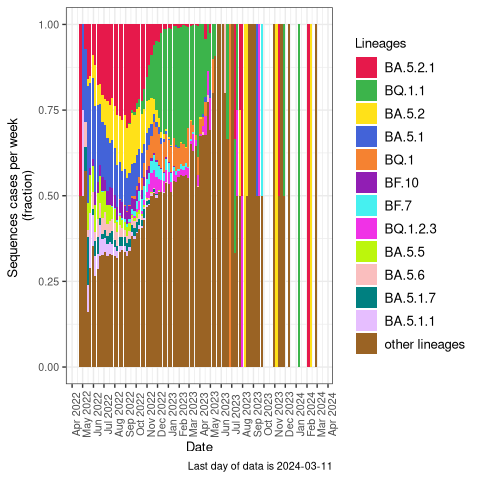 1.00
0.75
0.50
0.25
0.00
Sequences cases per week
(fraction)
Apr 2022
May 2022
Jun 2022
Jul 2022
Aug 2022
Sep 2022
Oct 2022
Nov 2022
Dec 2022
Jan 2023
Feb 2023
Mar 2023
Apr 2023
May 2023
Jun 2023
Jul 2023
Aug 2023
Sep 2023
Oct 2023
Nov 2023
Dec 2023
Jan 2024
Feb 2024
Mar 2024
Apr 2024
Date
Lineages
BA.5.2.1
BQ.1.1
BA.5.2
BA.5.1
BQ.1
BF.10
BF.7
BQ.1.2.3
BA.5.5
BA.5.6
BA.5.1.7
BA.5.1.1
other lineages
Last day of data is 2024-03-11